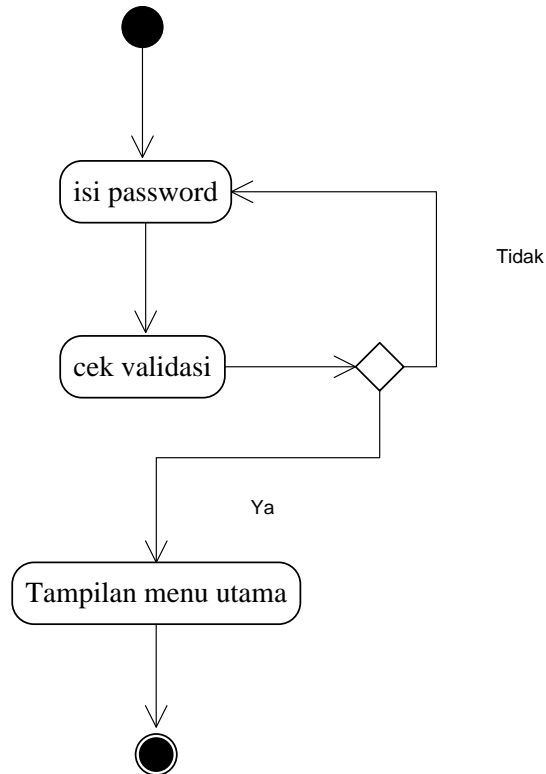 isi password
Tidak
cek validasi
Ya
Tampilan menu utama